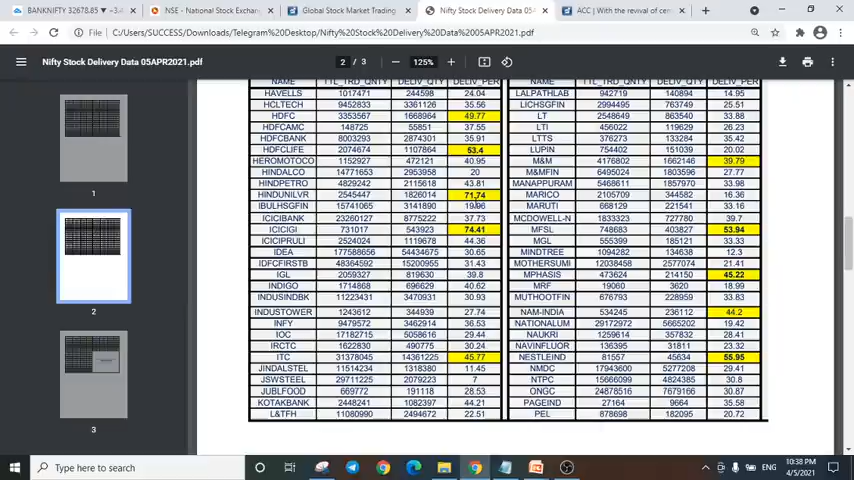 BANKNIFTY 32678.85 ▼ −3.4
NSE - National Stock Exchan
Global Stock Market Trading
Nifty Stock Delivery Data 05APR
ACC | With the revival of ce
File | C:/Users/SUCCESS/Downloads/Telegram%20Desktop/Nifty%20Stock%20Delivery%20Data%2005APR2021.pdf
Nifty Stock Delivery Data 05APR2021.pdf 2 / 3 125%
NAME TTL_TRD_QNTY DELIV_QTY DELIV_PER NAME TTL_TRD_QNTY DELIV_QTY DELIV_PER
HAVELLS 1017471 244598 24.04 LALPATHLAB 942719 140894 14.95
HCLTECH 9452833 3361126 35.56 LICHSGFIN 2994495 763749 25.51
HDFC 3353567 1668964 49.77 LT 2548649 863540 33.88
HDFCAMC 148725 55851 37.55 LTI 456022 119629 26.23
HDFCBANK 8003293 2874301 35.91 LTTS 376273 133284 35.42
HDFCLIFE 2074674 1107864 53.4 LUPIN 754402 151039 20.02
HEROMOTOCO 1152927 472121 40.95 M&M 4176802 1662146 39.79
HINDALCO 14771653 2953958 20 M&MFIN 6495024 1803596 27.77
HINDPETRO 4829242 2115618 43.81 MANAPPURAM 5468611 1857970 33.98
HINDUNILVR 2545447 1826014 71.74 MARICO 2105709 344583 16.36
IBULHSGFIN 15741065 3141890 19.96 MARUTI 668129 221541 33.16
ICICIBANK 23260127 8775222 37.73 MCDOWELL-N 1833323 727780 39.7
ICICIGI 731017 543923 74.41 MFSL 748683 403827 53.94
ICICIPRULI 2524024 1119678 44.36 MGL 555399 185121 33.33
IDEA 177588656 54434675 30.65 MINDTREE 1094282 134638 12.3
IDFCFIRSTB 48364592 15200955 31.43 MOTHERSUMI 12038458 2577074 21.41
IGL 2059327 819630 39.8 MPHASIS 473624 214150 45.22
INDIGO 1714868 696629 40.62 MRF 19060 3620 18.99
INDUSINDBK 11223431 3470931 30.93 MUTHOOTFIN 676793 228959 33.83
INDUSTOWER 1243612 344939 27.74 NAM-INDIA 534245 236112 44.2
INFY 9479572 3462914 36.53 NATIONALUM 29172972 5665202 19.42
IOC 17182715 5058616 29.44 NAUKRI 1259614 357828 28.41
IRCTC 1622830 490775 30.24 NAVINFLUOR 136395 31811 23.32
ITC 31378045 14361225 45.77 NESTLEIND 81557 45634 55.95
JINDALSTEL 11514234 1318380 11.45 NMDC 17943600 5277208 29.41
JSWSTEEL 29711225 2079223 7 NTPC 15666099 4824385 30.8
JUBLFOOD 669772 191118 28.53 ONGC 24878516 7679190 30.87
KOTAKBANK 2448241 1082397 44.21 PAGEIND 27164 9664 35.58
L&TFH 11080990 2494672 22.51 PEL 878698 182095 20.72
1
2
3
Type here to search
ENG
10:38 PM
4/5/2021